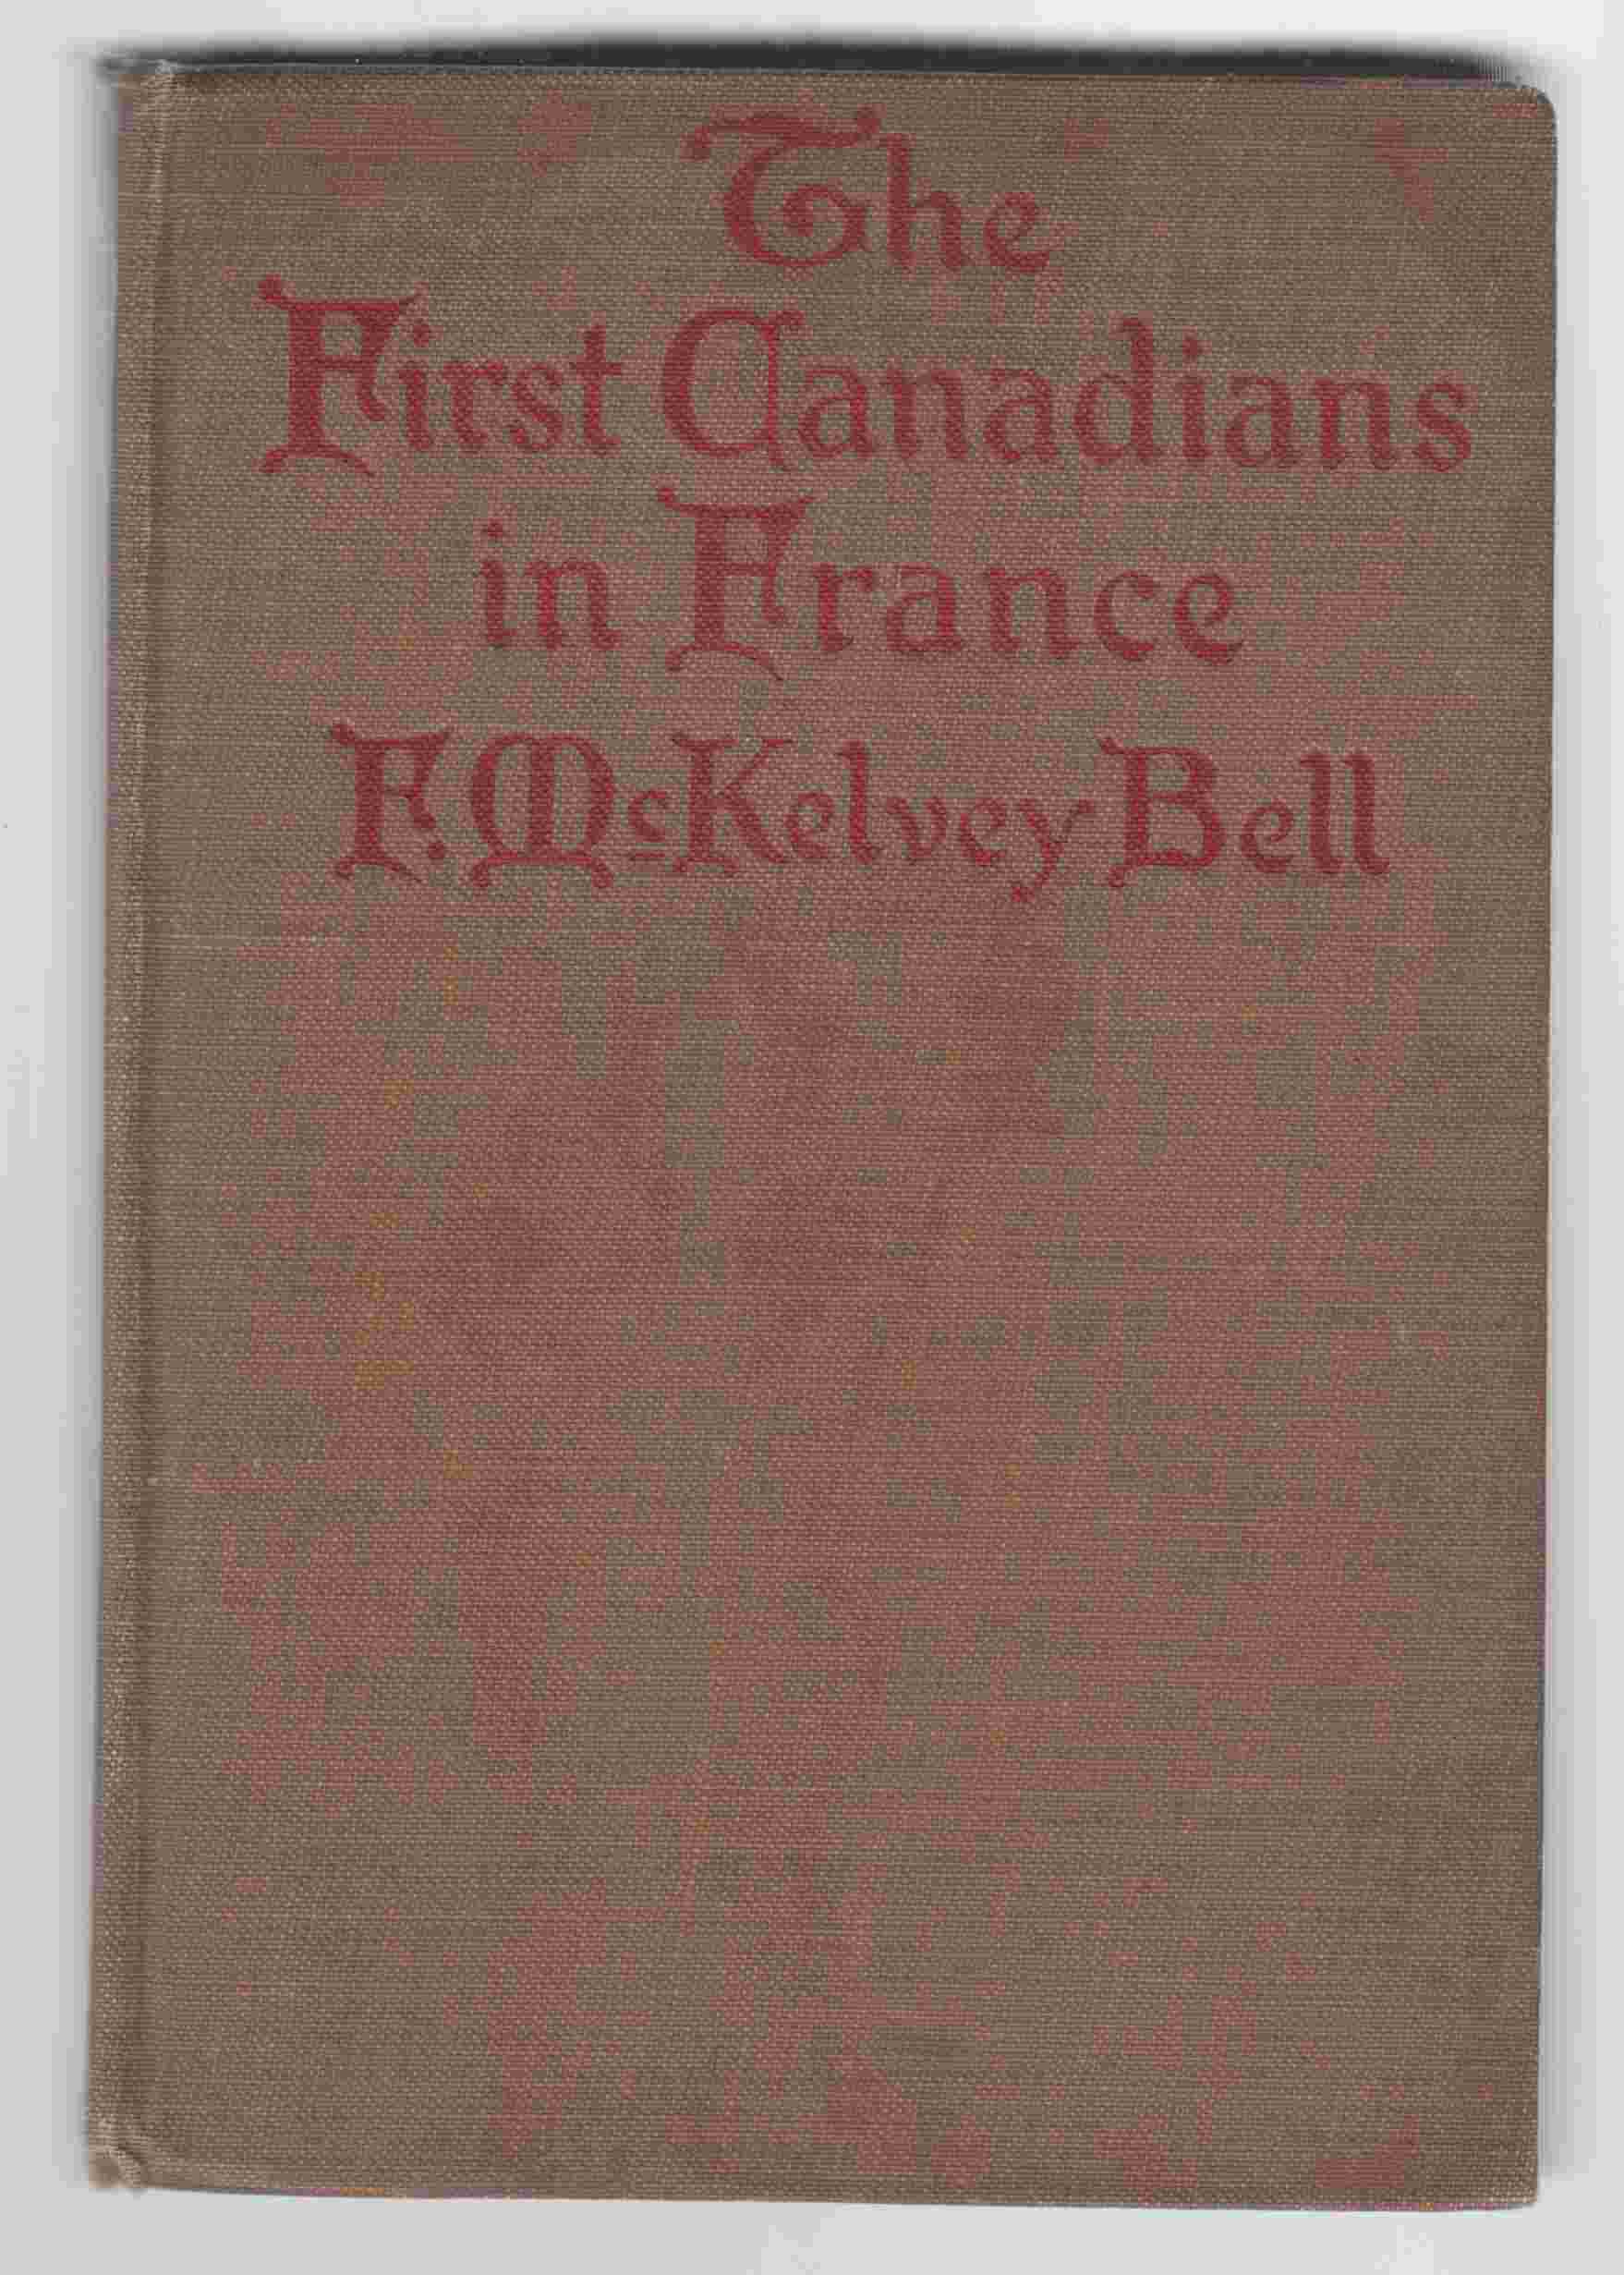 The
First Canadians
in France
F. McKelvey Bell